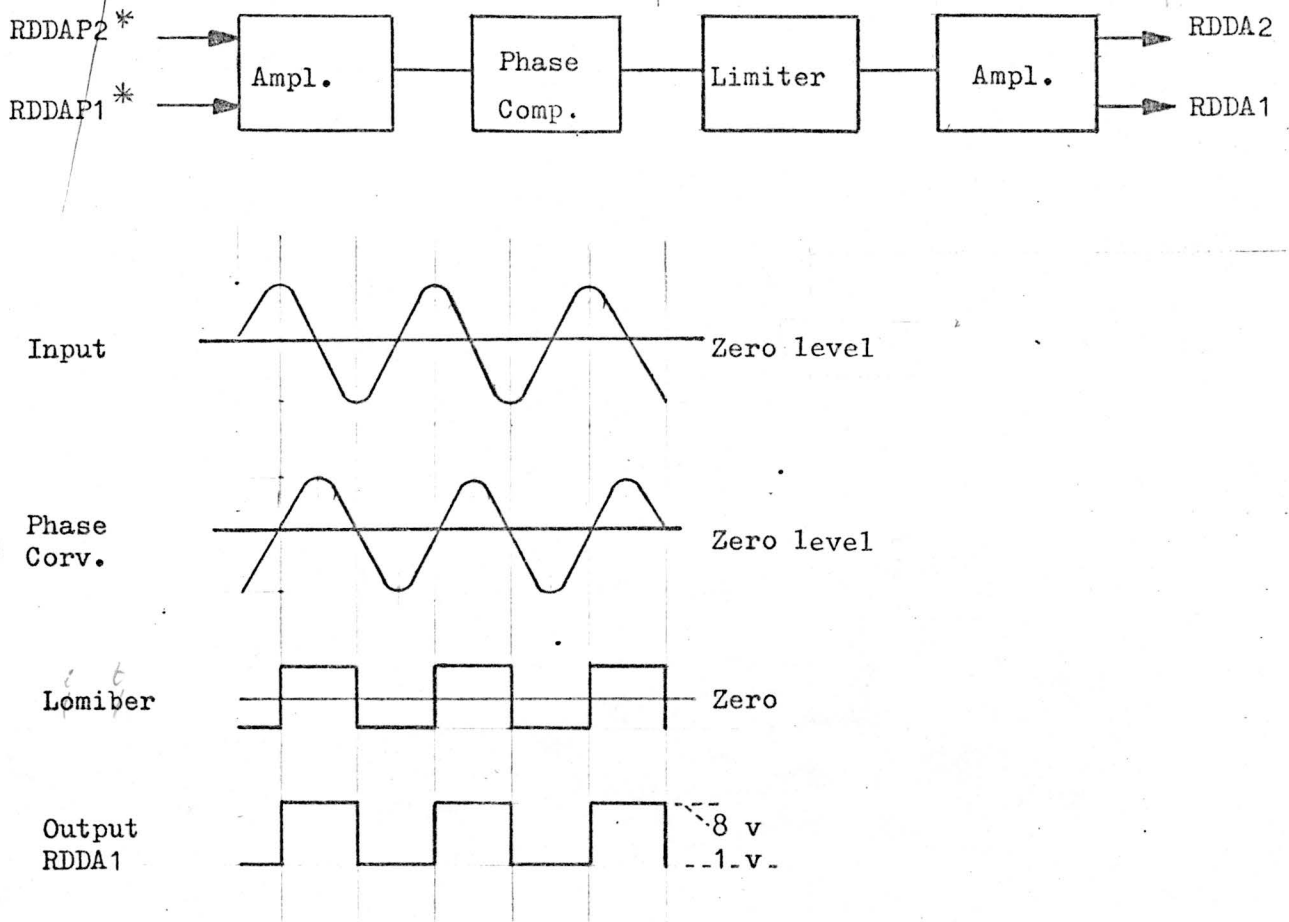 RDDAP2*
RDDAP1*
Ampl.
Phase
Comp.
Limiter
Ampl.
RDDA2
RDDA1
Input
Zero level
Phase
Corv.
Zero level
i t
Lomiber
Zero
Output
RDDA1
8 v
1 v